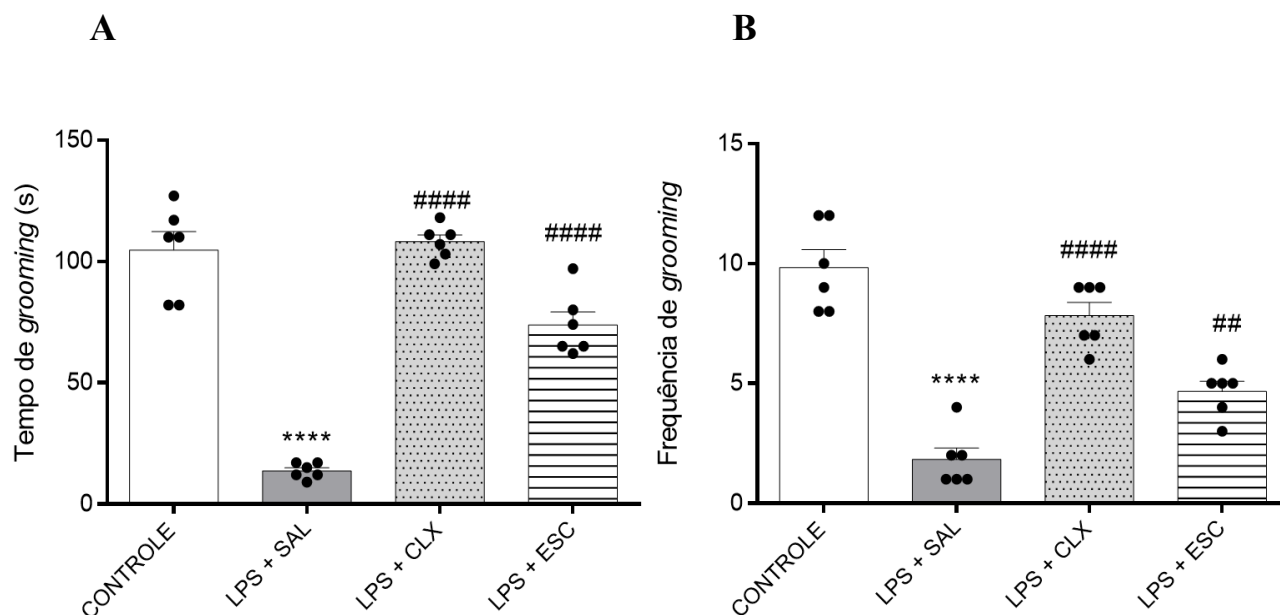 A
Tempo de grooming (s)
150
100
50
0
****
####
####
CONTROLE
LPS + SAL
LPS + CLX
LPS + ESC
B
Frequência de grooming
15
10
5
0
****
####
##
CONTROLE
LPS + SAL
LPS + CLX
LPS + ESC